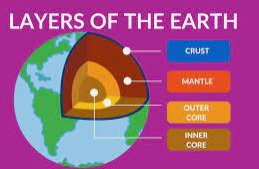 LAYERS OF THE EARTH
CRUST
MANTLE
OUTER
CORE
INNER
CORE